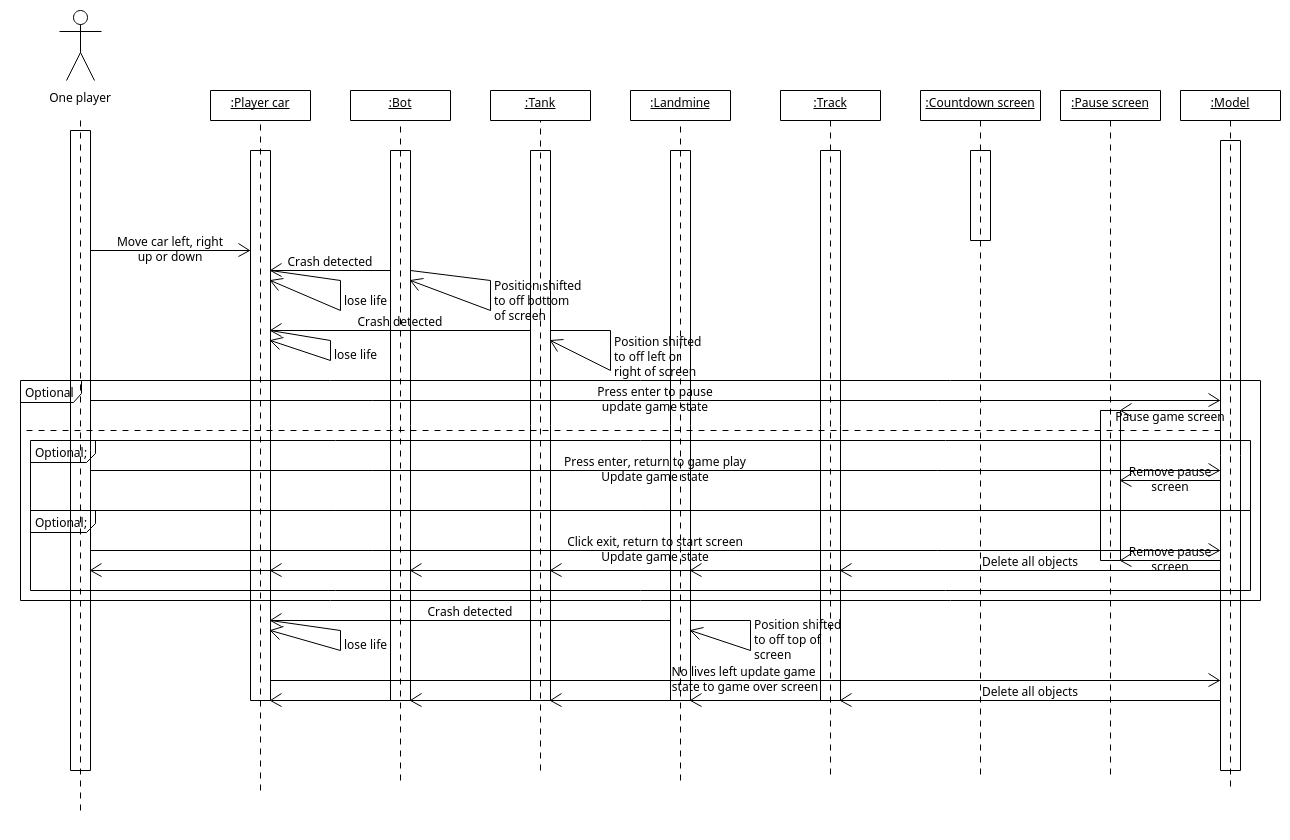 One player
:Player car
:Bot
:Tank
:Landmine
:Track
:Countdown screen
:Pause screen
:Model
Move car left, right
up or down
Crash detected
lose life
Position shifted
to off bottom
of screen
Crash detected
lose life
Position shifted
to off left or
right of screen
Optional
Press enter to pause
update game state
Pause game screen
Optional;
Press enter, return to game play
Update game state
Remove pause
screen
Optional;
Click exit, return to start screen
Update game state
Remove pause
screen
Delete all objects
Crash detected
lose life
Position shifted
to off top of
screen
No lives left update game
state to game over screen
Delete all objects